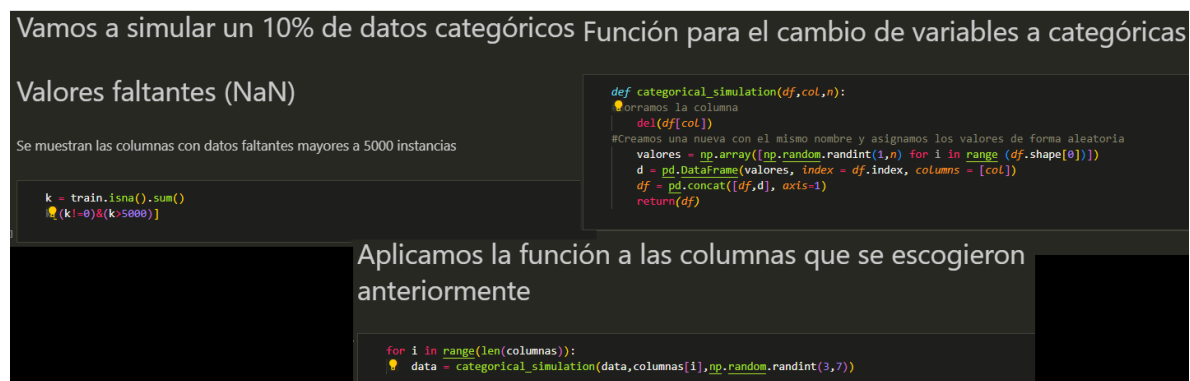 Vamos a simular un 10% de datos categóricos
Valores faltantes (NaN)
Se muestran las columnas con datos faltantes mayores a 5000 instancias
k = train.isna().sum()
[(k!=0)&(k>5000)]
Función para el cambio de variables a categóricas
def categorical_simulation(df,col,n):
orramos la columna
del(df[col])
#Creamos una nueva con el mismo nombre y asignamos los valores de forma aleatoria
valores = np.array([np.random.randint(1,n) for i in range (df.shape[0])])
d = pd.DataFrame(valores, index = df.index, columns = [col])
df = pd.concat([df,d], axis=1)
return(df)
Aplicamos la función a las columnas que se escogieron
anteriormente
for i in range(len(columnas)):
data = categorical_simulation(data,columnas[i],np.random.randint(3,7))